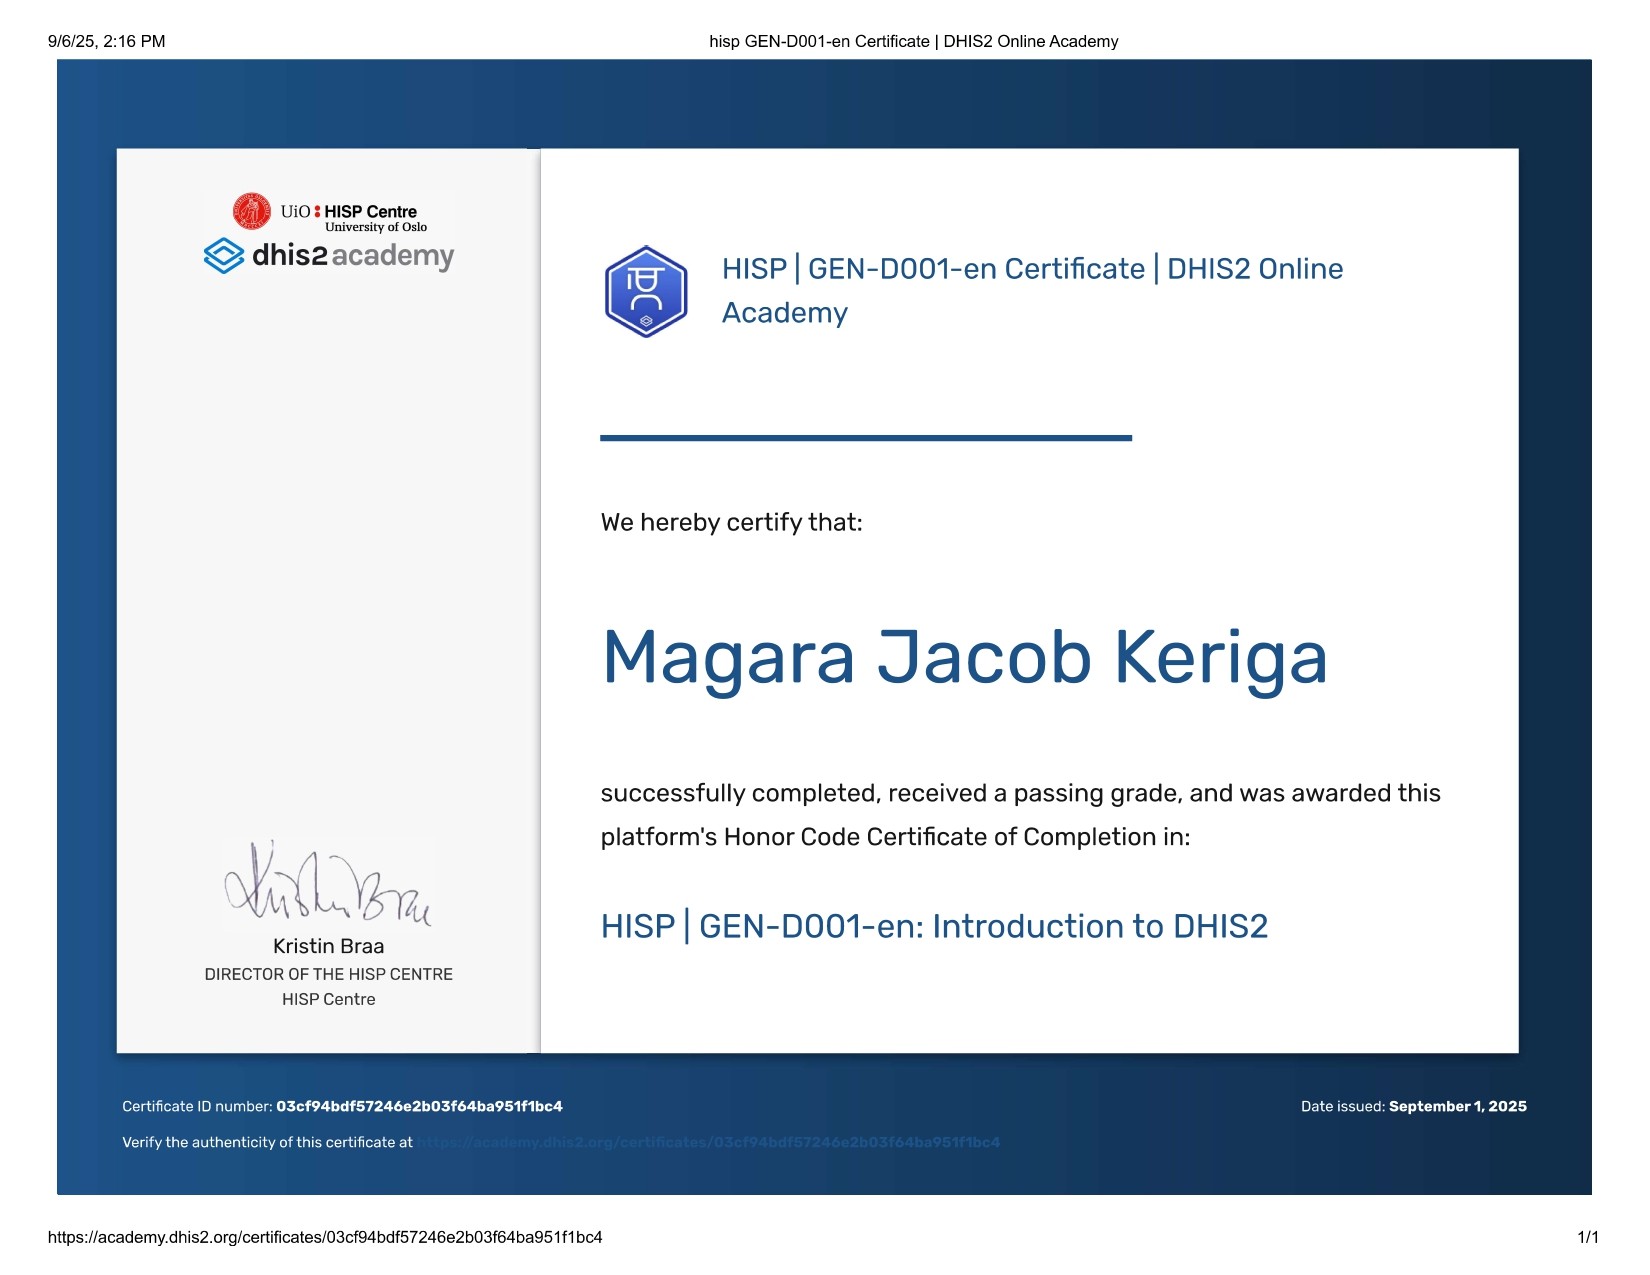 9/6/25, 2:16 PM
hisp GEN-D001-en Certificate | DHIS2 Online Academy
UiO : HISP Centre
University of Oslo
dhis2 academy
HISP | GEN-D001-en Certificate | DHIS2 Online
Academy
We hereby certify that:
Magara Jacob Keriga
successfully completed, received a passing grade, and was awarded this
platform's Honor Code Certificate of Completion in:
HISP | GEN-D001-en: Introduction to DHIS2
Kristin Braa
Kristin Braa
DIRECTOR OF THE HISP CENTRE
HISP Centre
Certificate ID number: 03cf94bdf57246e2b03f64ba951f1bc4
Date issued: September 1, 2025
Verify the authenticity of this certificate at https://academy.dhis2.org/certificates/03cf94bdf57246e2b03f64ba951f1bc4
https://academy.dhis2.org/certificates/03cf94bdf57246e2b03f64ba951f1bc4
1/1